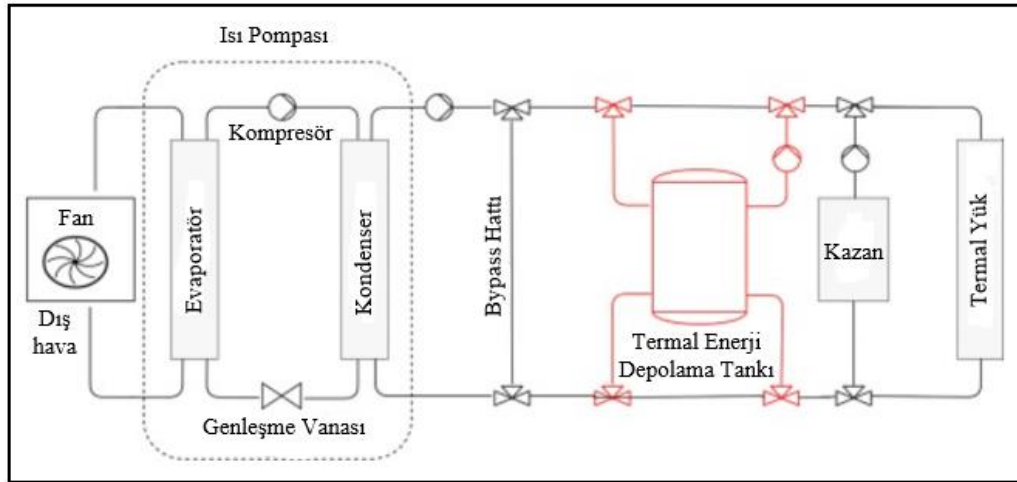 Isı Pompası
Kompresör
Fan
Evaporatör
Kondenser
Bypass Hattı
Kazan
Termal Yük
Dış
hava
Termal Enerji
Depolama Tankı
Genleşme Vanası